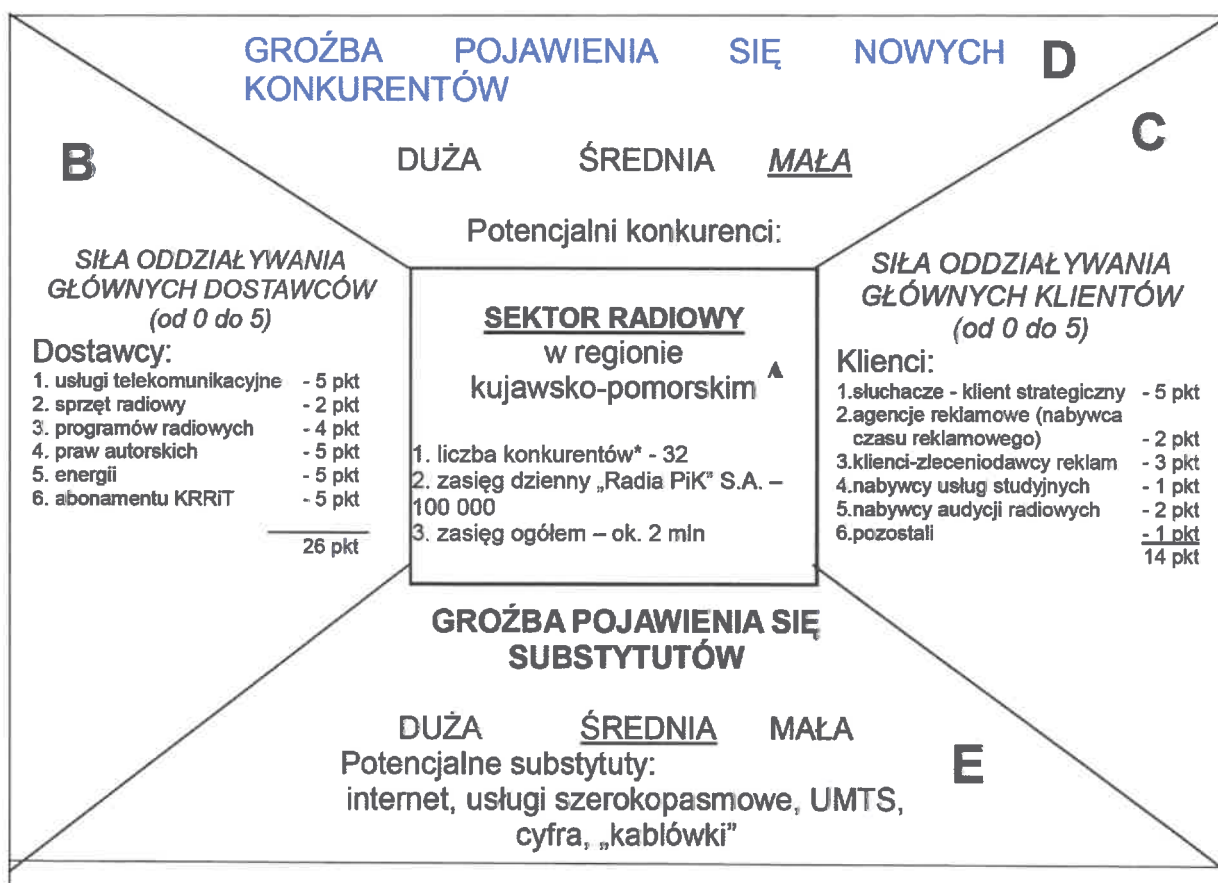 GROŹBA POJAWIENIA SIĘ NOWYCH
KONKURENTÓW
D
DUŻA ŚREDNIA MAŁA
Potencjalni konkurenci:
B
SIŁA ODDZIAŁYWANIA
GŁÓWNYCH DOSTAWCÓW
(od 0 do 5)
Dostawcy:
1. usługi telekomunikacyjne - 5 pkt
2. sprzęt radiowy - 2 pkt
3. programów radiowych - 4 pkt
4. praw autorskich - 5 pkt
5. energii - 5 pkt
6. abonamentu KRRiT - 5 pkt
26 pkt
SEKTOR RADIOWY
w regionie
kujawsko-pomorskim A
1. liczba konkurentów* - 32
2. zasięg dzienny „Radia PiK” S.A. –
100 000
3. zasięg ogółem – ok. 2 mln
C
SIŁA ODDZIAŁYWANIA
GŁÓWNYCH KLIENTÓW
(od 0 do 5)
Klienci:
1.słuchacze - klient strategiczny - 5 pkt
2.agencje reklamowe (nabywca
czasu reklamowego) - 2 pkt
3.klienci-zleceniodawcy reklam - 3 pkt
4.nabywcy usług studyjnych - 1 pkt
5.nabywcy audycji radiowych - 2 pkt
6.pozostali - 1 pkt
14 pkt
GROŹBA POJAWIENIA SIĘ
SUBSTYTUTÓW
DUŻA ŚREDNIA MAŁA
Potencjalne substytuty:
internet, usługi szerokopasmowe, UMTS,
cyfra, „kablówki”
E